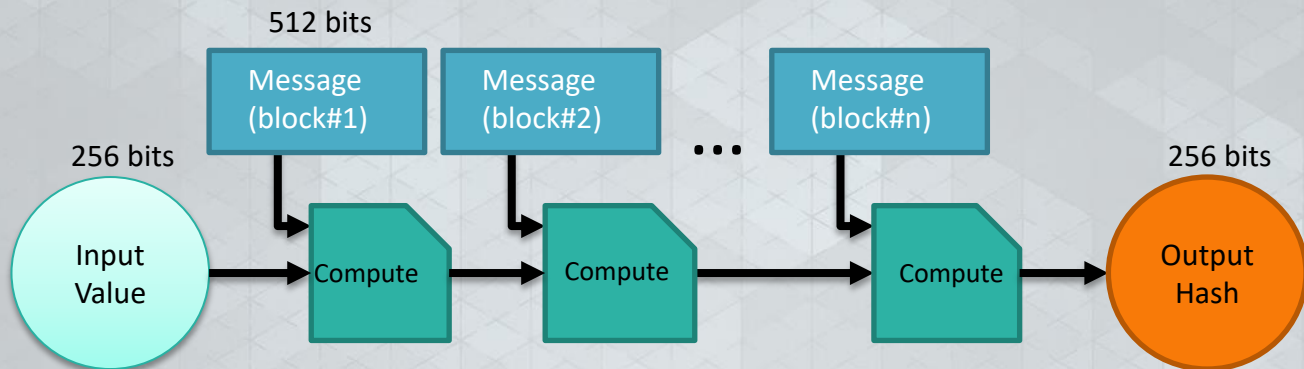 512 bits
Message
(block#1)
Message
(block#2)
...
Message
(block#n)
256 bits
256 bits
Input
Value
Compute
Compute
Compute
Output
Hash